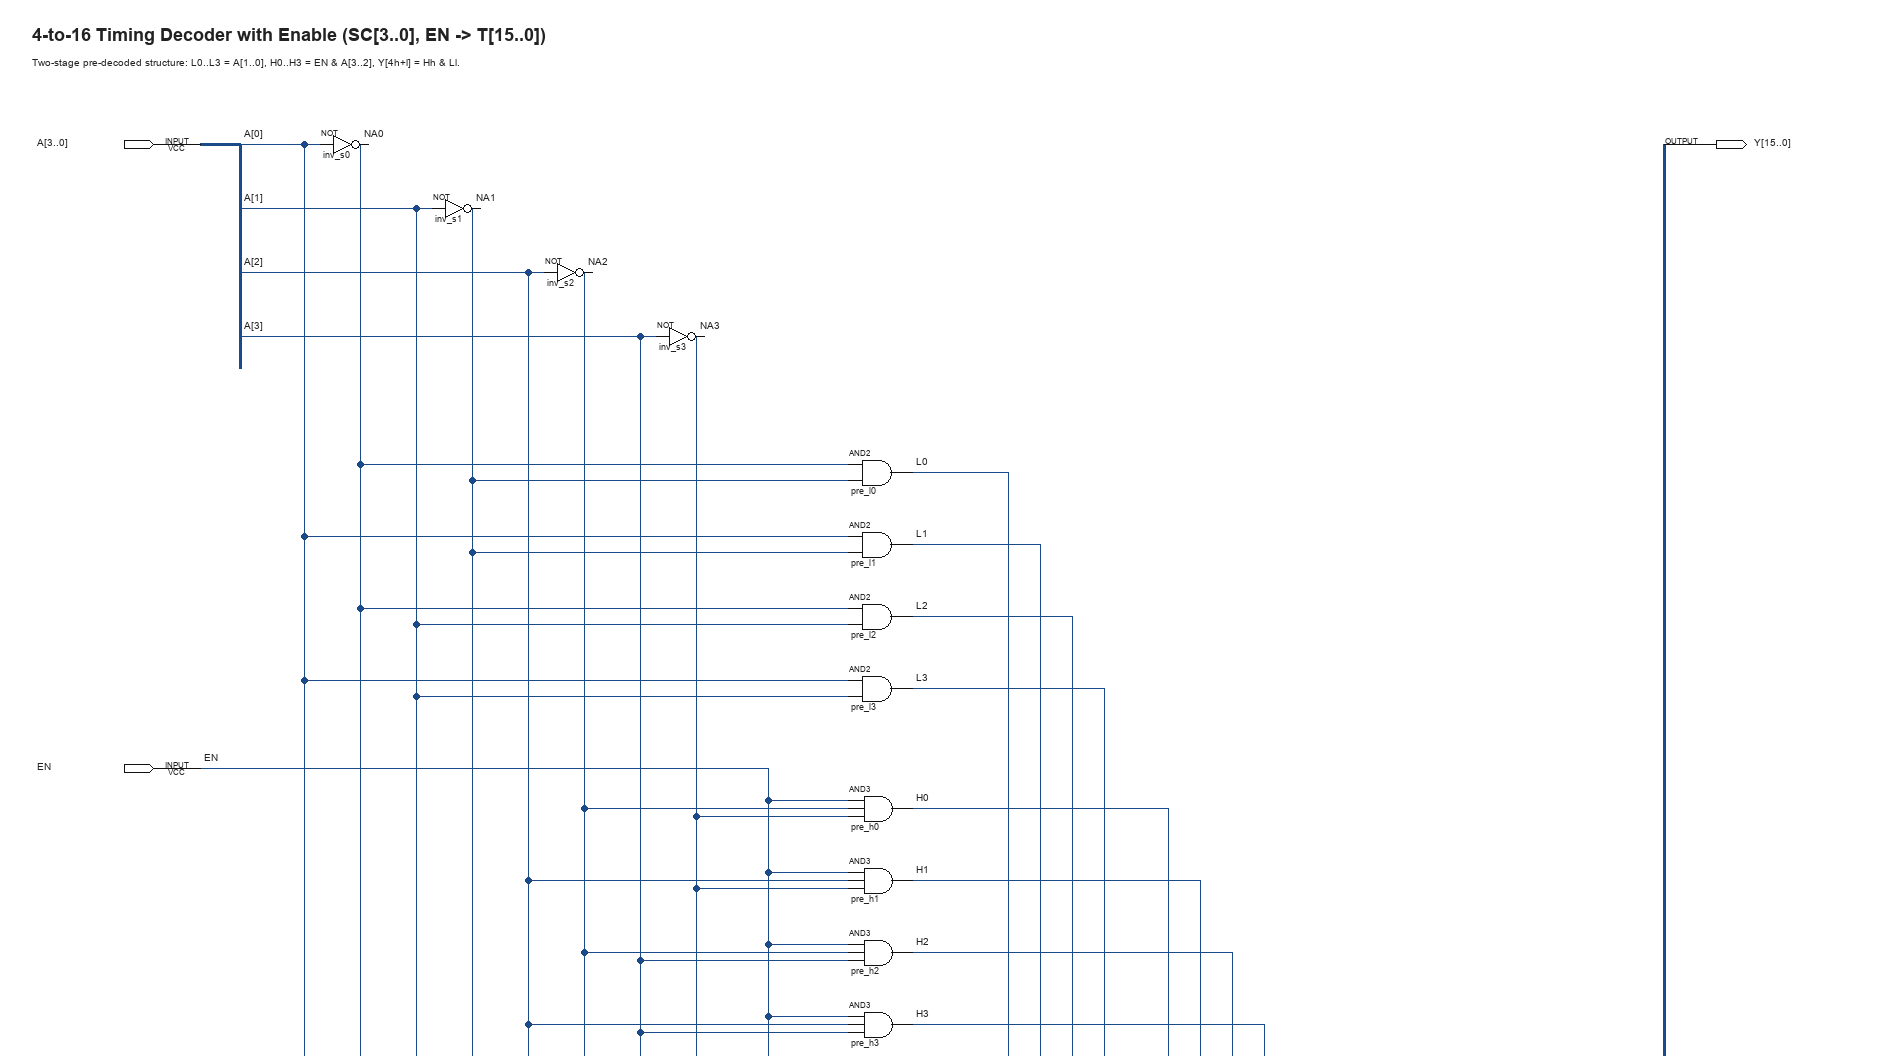 4-to-16 Timing Decoder with Enable (SC[3..0], EN -> T[15..0])
Two-stage pre-decoded structure: L0..L3 = A[1..0], H0..H3 = EN & A[3..2], Y[4h+l] = Hh & Ll.
A[3..0]
INPUT
VCC
A[0]
NOT
NA0
inv_s0
OUTPUT
Y[15..0]
A[1]
NOT
NA1
inv_s1
A[2]
NOT
NA2
inv_s2
A[3]
NOT
NA3
inv_s3
AND2
L0
pre_l0
AND2
L1
pre_l1
AND2
L2
pre_l2
AND2
L3
pre_l3
EN
INPUT
VCC
EN
AND3
H0
pre_h0
AND3
H1
pre_h1
AND3
H2
pre_h2
AND3
H3
pre_h3